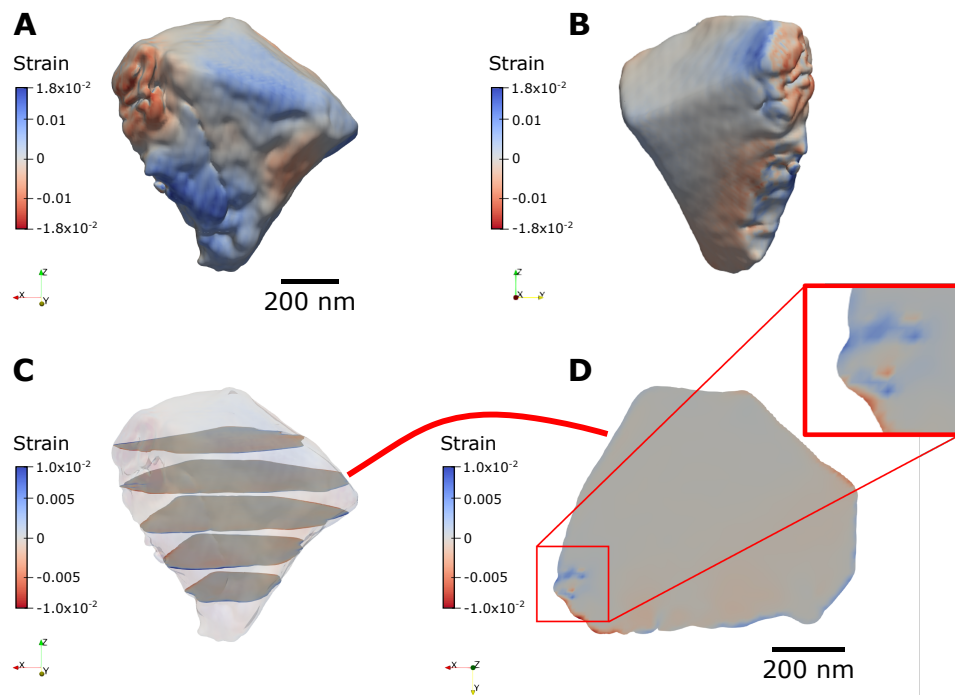 A
Strain
1.8x10⁻²
0.01
0
-0.01
-1.8x10⁻²
Z
X
Y
200 nm
B
Strain
1.8x10⁻²
0.01
0
-0.01
-1.8x10⁻²
Z
X
Y
C
Strain
1.0x10⁻²
0.005
0
-0.005
-1.0x10⁻²
Z
X
Y
D
Strain
1.0x10⁻²
0.005
0
-0.005
-1.0x10⁻²
X
Z
Y
200 nm